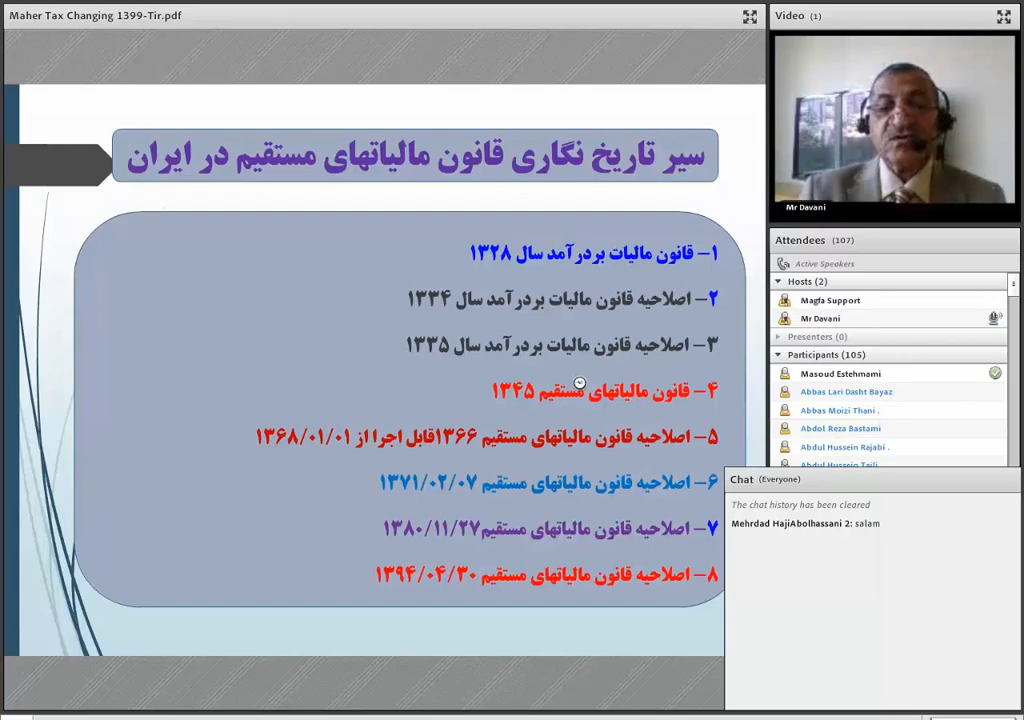 Maher Tax Changing 1399-Tir.pdf
سیر تاریخ نگاری قانون مالیاتهای مستقیم در ایران
۱- قانون مالیات بردرآمد سال ۱۳۲۸
۲- اصلاحیه قانون مالیات بردرآمد سال ۱۳۳۴
۳- اصلاحیه قانون مالیات بردرآمد سال ۱۳۳۵
۴- قانون مالیاتهای مستقیم ۱۳۴۵
۵- اصلاحیه قانون مالیاتهای مستقیم ۱۳۶۶قابل اجرا از ۱۳۶۸/۰۱/۰۱
۶- اصلاحیه قانون مالیاتهای مستقیم ۱۳۷۱/۰۲/۰۷
۷- اصلاحیه قانون مالیاتهای مستقیم۱۳۸۰/۱۱/۲۷
۸- اصلاحیه قانون مالیاتهای مستقیم ۱۳۹۴/۰۴/۳۰
Video (1)
Mr Davani
Attendees (107)
Active Speakers
Hosts (2)
Magfa Support
Mr Davani
Presenters (0)
Participants (105)
Masoud Estehmami
Abbas Lari Dasht Bayaz
Abbas Moizi Thani .
Abdol Reza Bastami
Abdul Hussein Rajabi .
Abdul Hussein
Chat (Everyone)
The chat history has been cleared
Mehrdad HajiAbolhassani 2: salam